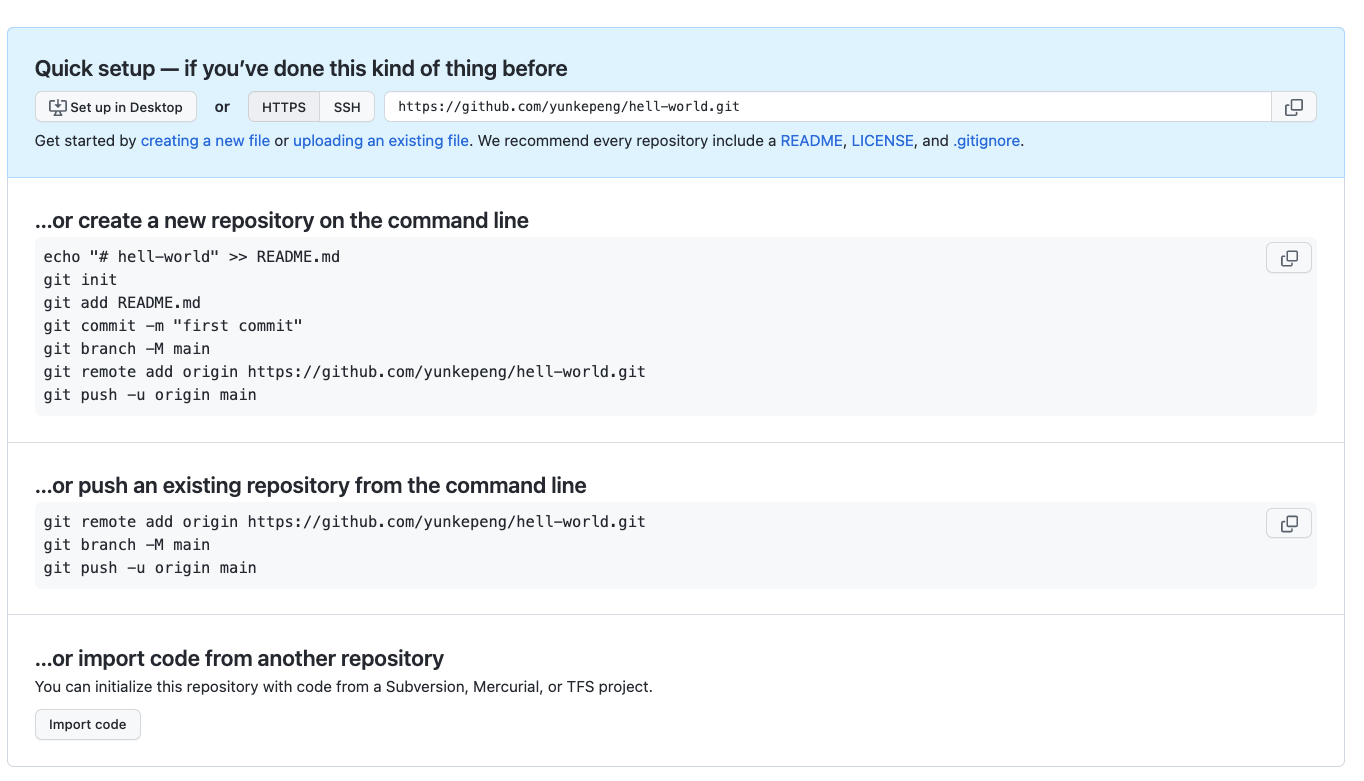 Quick setup — if you've done this kind of thing before
Set up in Desktop or HTTPS SSH https://github.com/yunkepeng/hell-world.git
Get started by creating a new file or uploading an existing file. We recommend every repository include a README, LICENSE, and .gitignore.
…or create a new repository on the command line
echo "# hell-world" >> README.md
git init
git add README.md
git commit -m "first commit"
git branch -M main
git remote add origin https://github.com/yunkepeng/hell-world.git
git push -u origin main
…or push an existing repository from the command line
git remote add origin https://github.com/yunkepeng/hell-world.git
git branch -M main
git push -u origin main
…or import code from another repository
You can initialize this repository with code from a Subversion, Mercurial, or TFS project.
Import code